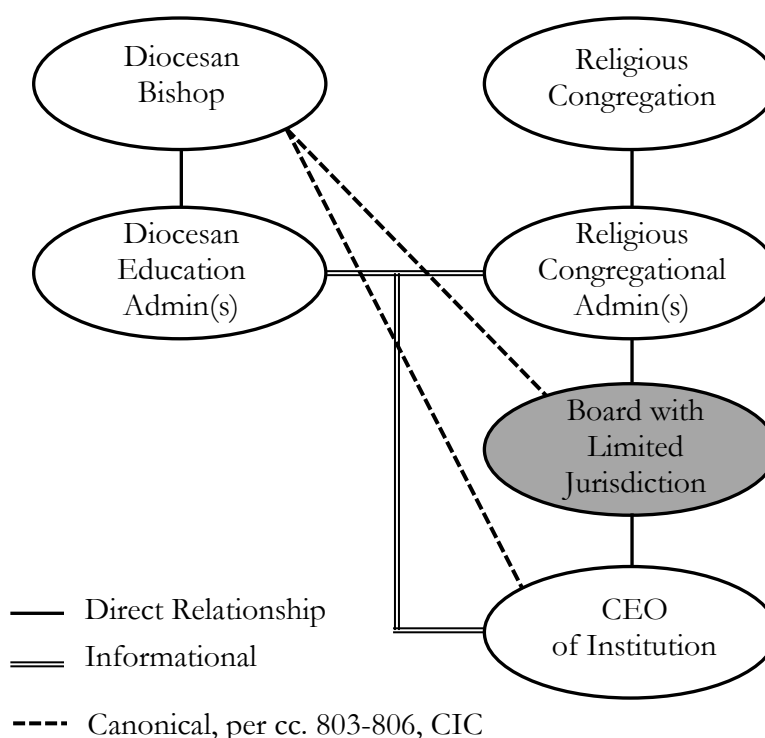 Diocesan
Bishop
Religious
Congregation
Diocesan
Education
Admin(s)
Religious
Congregational
Admin(s)
Board with
Limited
Jurisdiction
CEO
of Institution
Direct Relationship
Informational
Canonical, per cc. 803-806, CIC